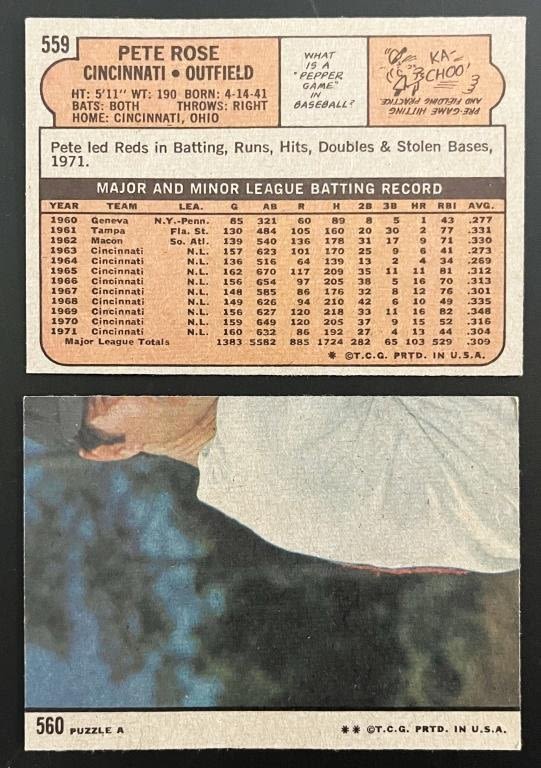 559
PETE ROSE
CINCINNATI • OUTFIELD
HT: 5'11" WT: 190 BORN: 4-14-41
BATS: BOTH THROWS: RIGHT
HOME: CINCINNATI, OHIO
WHAT
IS A
"PEPPER
GAME"
IN
BASEBALL?
KA-
CHOO!
PRE-GAME HITTING
AND FIELDING PRACTICE
Pete led Reds in Batting, Runs, Hits, Doubles & Stolen Bases,
1971.
MAJOR AND MINOR LEAGUE BATTING RECORD
YEAR TEAM LEA. G AB R H 2B 3B HR RBI AVG.
1960 Geneva N.Y.-Penn. 85 321 60 89 8 5 1 43 .277
1961 Tampa Fla. St. 130 484 105 160 20 30 2 77 .331
1962 Macon So. Atl. 139 540 136 178 31 17 9 71 .330
1963 Cincinnati N.L. 157 623 101 170 25 9 6 41 .273
1964 Cincinnati N.L. 136 516 64 139 13 2 4 34 .269
1965 Cincinnati N.L. 162 670 117 209 35 11 11 81 .312
1966 Cincinnati N.L. 156 654 97 205 38 5 16 70 .313
1967 Cincinnati N.L. 148 585 86 176 32 8 12 76 .301
1968 Cincinnati N.L. 149 626 94 210 42 6 10 49 .335
1969 Cincinnati N.L. 156 627 120 218 33 11 16 82 .348
1970 Cincinnati N.L. 159 649 120 205 37 9 15 52 .316
1971 Cincinnati N.L. 160 632 86 192 27 4 13 44 .304
Major League Totals 1383 5582 885 1724 282 65 103 529 .309
* ©T.C.G. PRTD. IN U.S.A.
560 PUZZLE A
** ©T.C.G. PRTD. IN U.S.A.